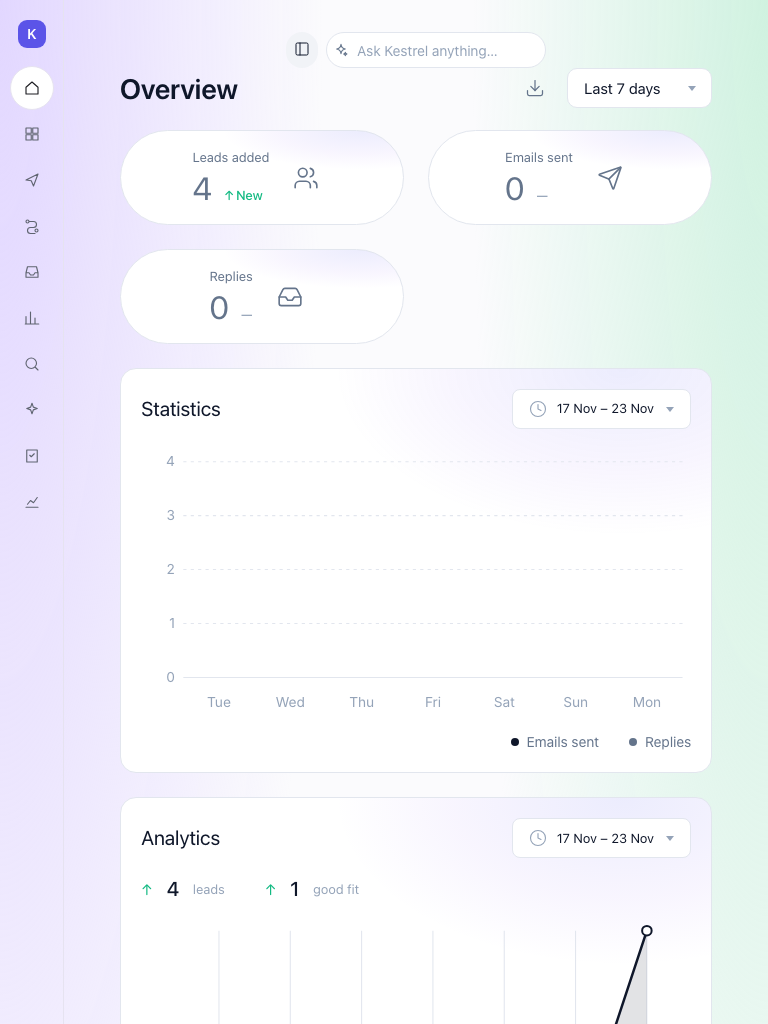 K
Ask Kestrel anything...
Overview
Last 7 days
Leads added
4 ↑ New
Emails sent
0 –
Replies
0 –
Statistics
17 Nov – 23 Nov
4
3
2
1
0
Tue Wed Thu Fri Sat Sun Mon
Emails sent Replies
Analytics
17 Nov – 23 Nov
↑ 4 leads ↑ 1 good fit